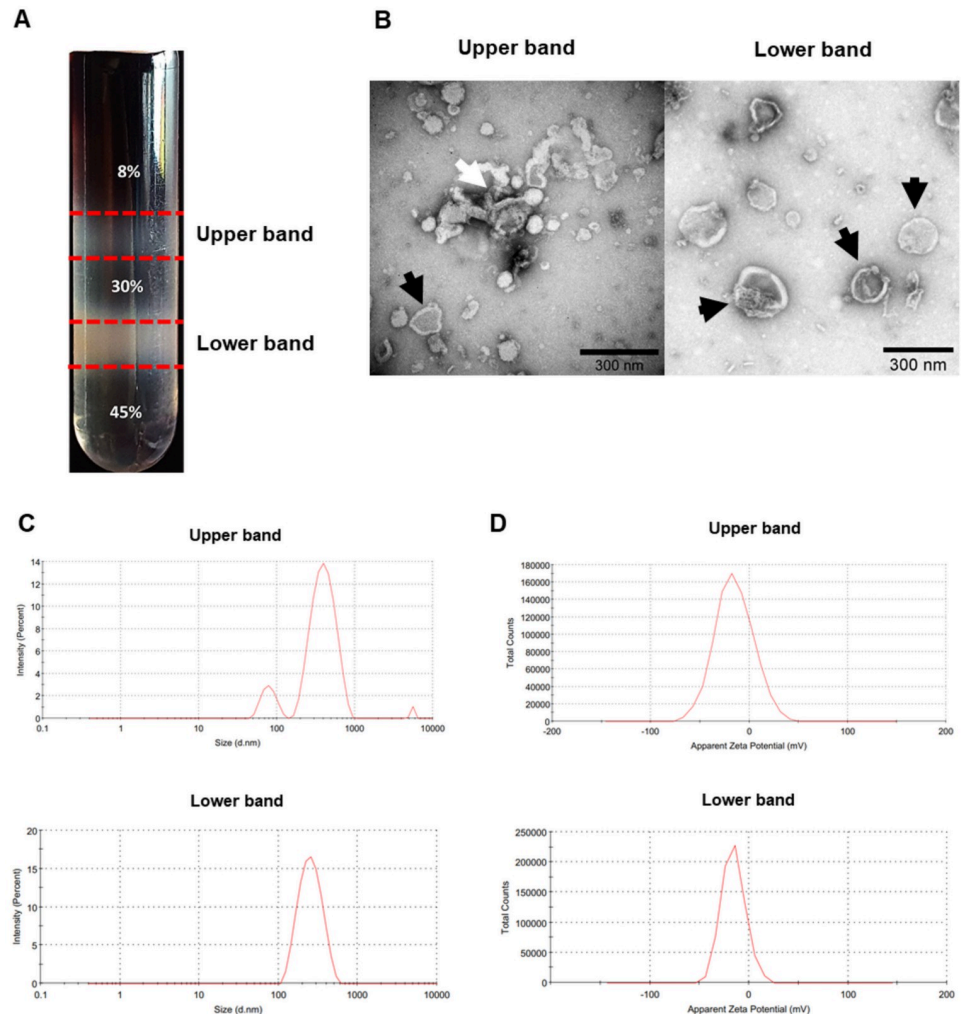 A
8%
Upper band
30%
Lower band
45%
B
Upper band
Lower band
300 nm
300 nm
C
Upper band
14
12
10
8
6
4
2
0
0.1
1
10
100
1000
10000
Intensity (Percent)
Size (d.nm)
Lower band
20
15
10
5
0
0.1
1
10
100
1000
10000
Intensity (Percent)
Size (d.nm)
D
Upper band
180000
160000
140000
120000
100000
80000
60000
40000
20000
0
-200
-100
0
100
200
Total Counts
Apparent Zeta Potential (mV)
Lower band
250000
200000
150000
100000
50000
0
-100
0
100
200
Total Counts
Apparent Zeta Potential (mV)